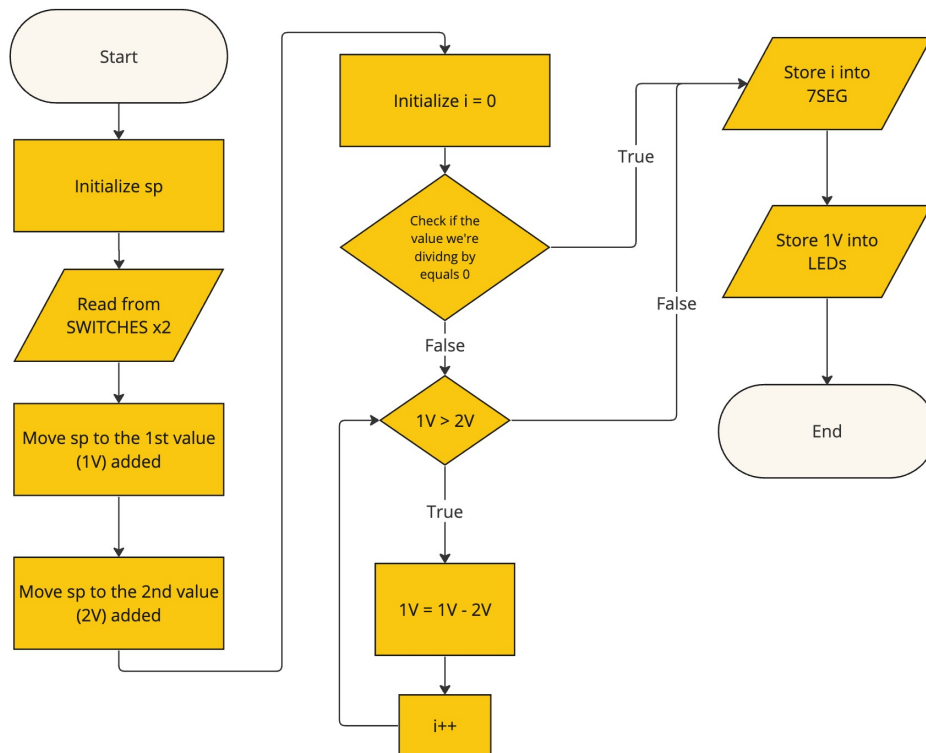 Start
Initialize sp
Read from
SWITCHES x2
Move sp to the 1st value
(1V) added
Move sp to the 2nd value
(2V) added
Initialize i = 0
Check if the
value we're
dividng by
equals 0
True
False
1V > 2V
False
True
1V = 1V - 2V
i++
Store i into
7SEG
Store 1V into
LEDs
End